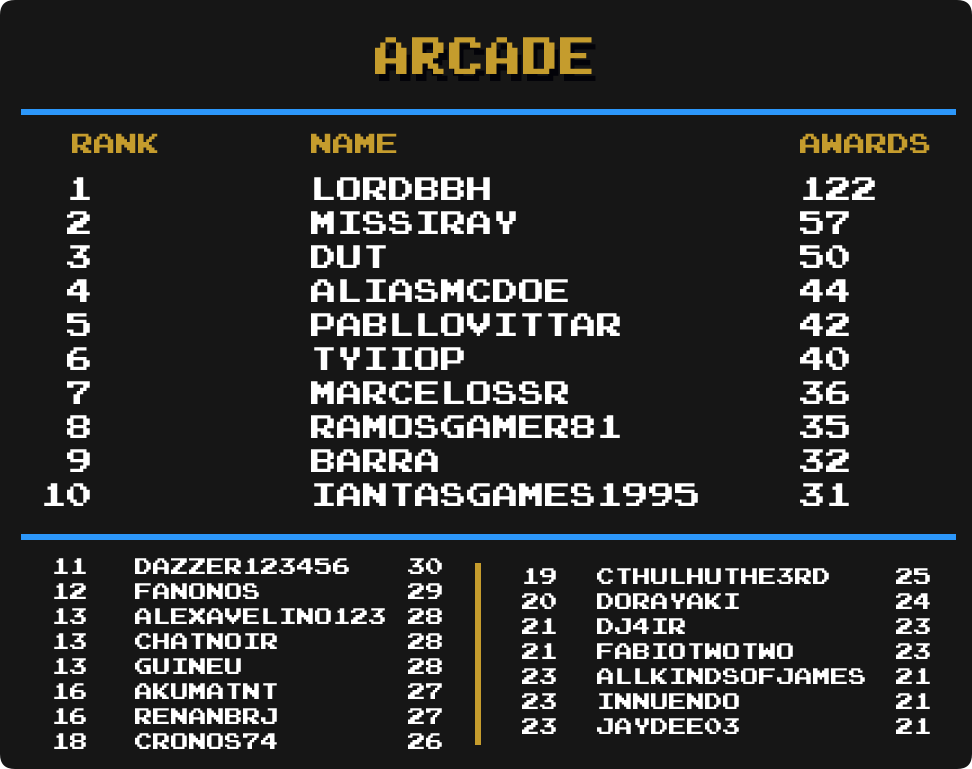 ARCADE
RANK NAME AWARDS
1 LORDBBH 122
2 MISSIRAY 57
3 DUT 50
4 ALIASMCDOE 44
5 PABLLOVITTAR 42
6 TYIIOP 40
7 MARCELOSSR 36
8 RAMOSGAMER81 35
9 BARRA 32
10 IANTASGAMES1995 31
11 DAZZER123456 30
12 FANONOS 29
13 ALEXAVELINO123 28
13 CHATNOIR 28
13 GUINEU 28
16 AKUMATNT 27
16 RENANBRJ 27
18 CRONOS74 26
19 CTHULHUTHE3RD 25
20 DORAYAKI 24
21 DJ4IR 23
21 FABIOTWOTWO 23
23 ALLKINDSOFJAMES 21
23 INNUENDO 21
23 JAYDEE03 21